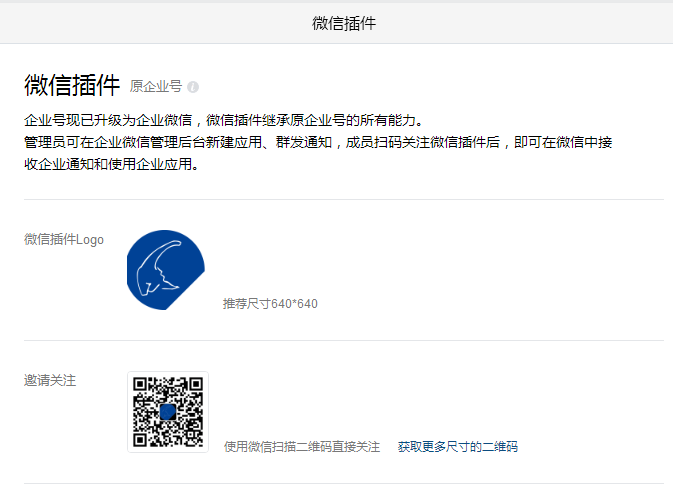 微信插件
微信插件 原企业号
企业号现已升级为企业微信，微信插件继承原企业号的所有能力。
管理员可在企业微信管理后台新建应用、群发通知，成员扫码关注微信插件后，即可在微信中接
收企业通知和使用企业应用。
微信插件Logo
推荐尺寸640*640
邀请关注
使用微信扫描二维码直接关注 获取更多尺寸的二维码